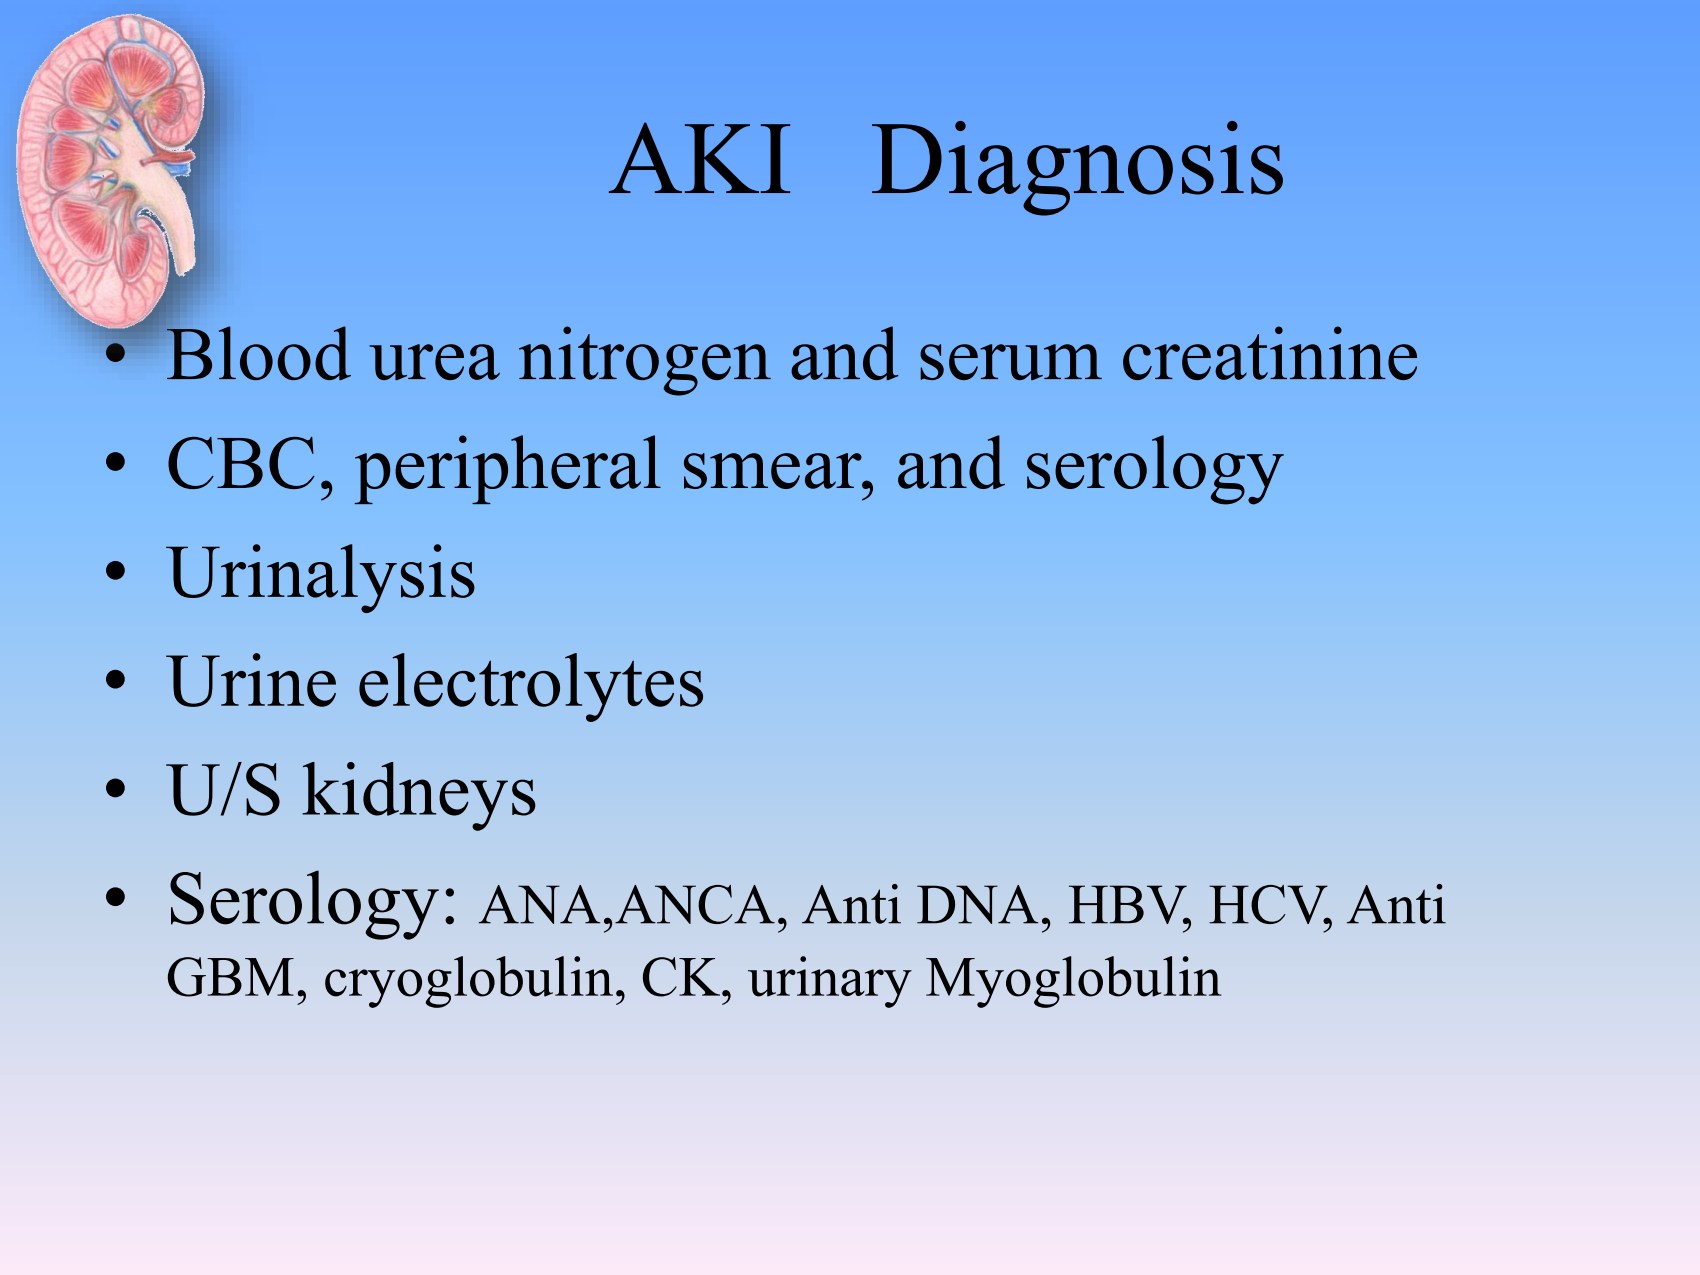 AKI   Diagnosis
• Blood urea nitrogen and serum creatinine
• CBC, peripheral smear, and serology
• Urinalysis
• Urine electrolytes
• U/S kidneys
• Serology: ANA,ANCA, Anti DNA, HBV, HCV, Anti
GBM, cryoglobulin, CK, urinary Myoglobulin